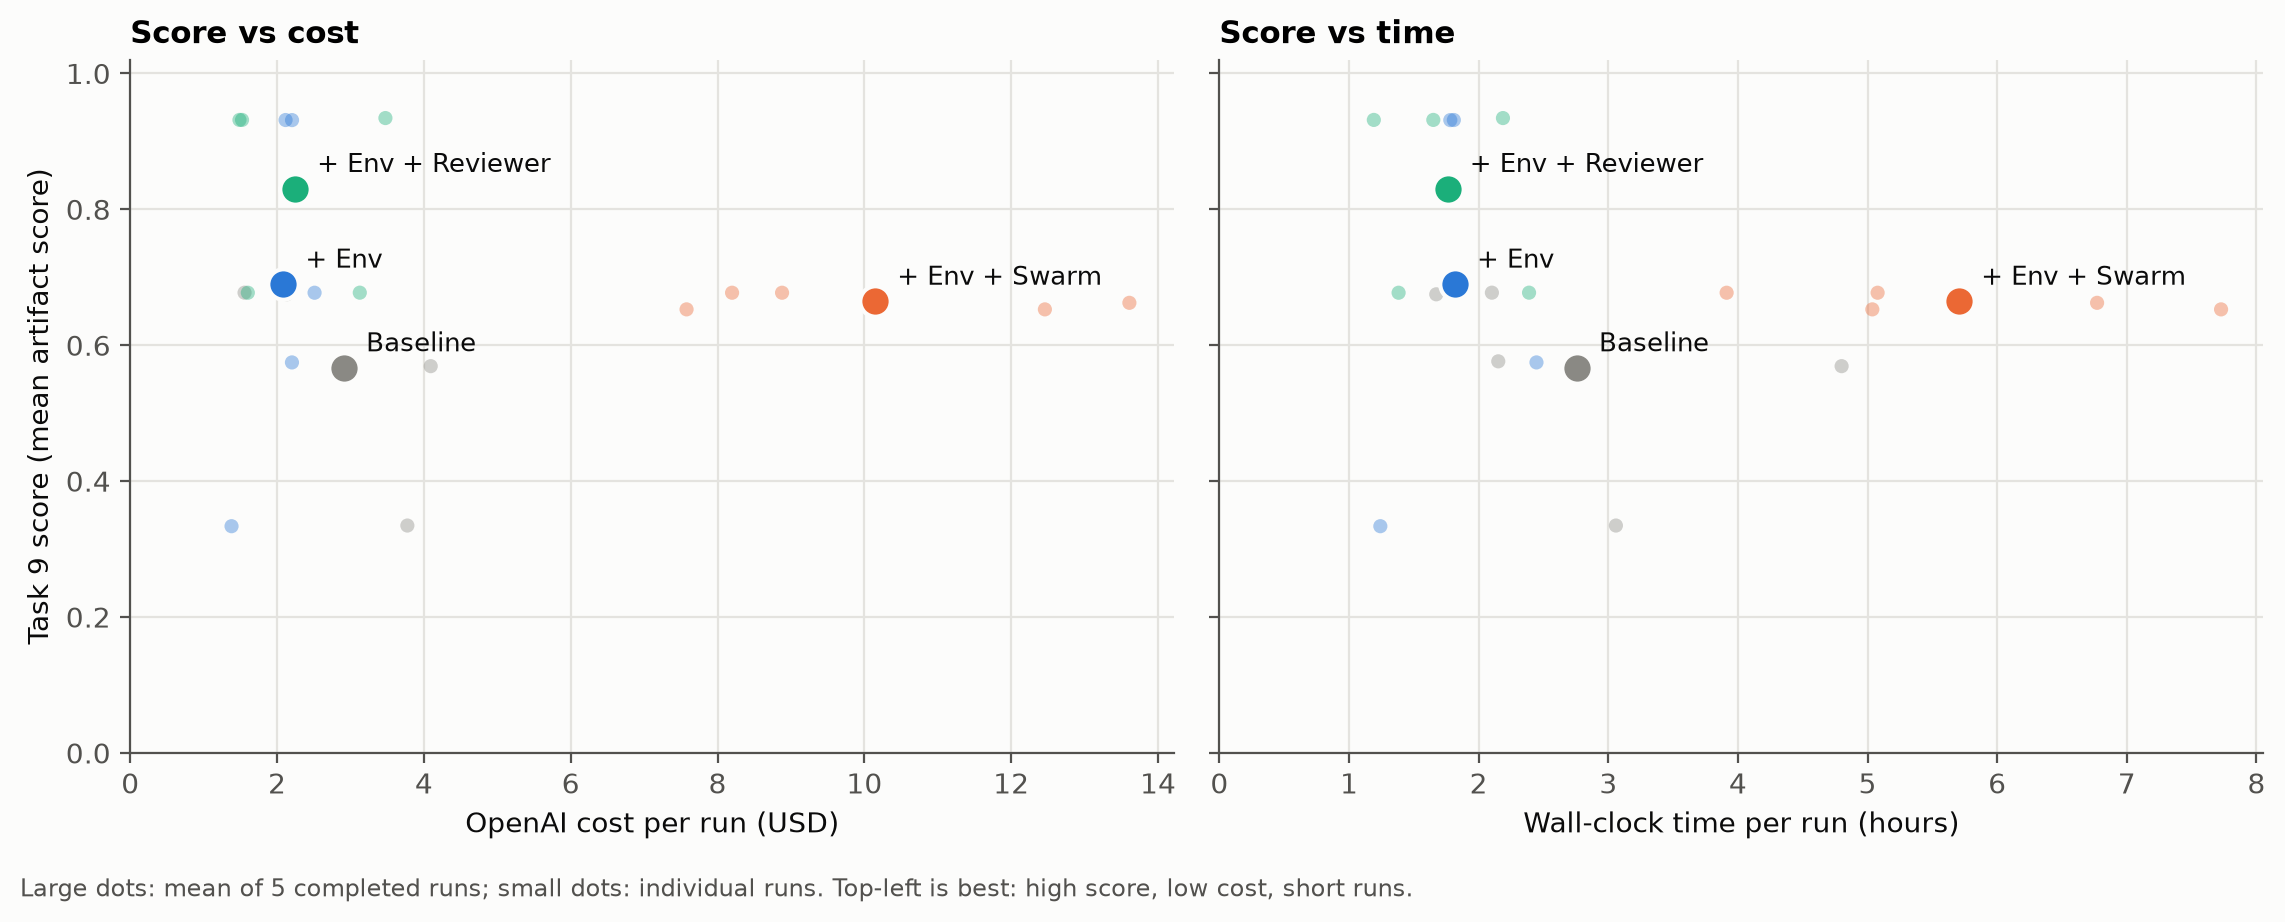 Score vs cost
Score vs time
Task 9 score (mean artifact score)
1.0
0.8
0.6
0.4
0.2
0.0
+ Env + Reviewer
+ Env
+ Env + Swarm
Baseline
0 2 4 6 8 10 12 14
OpenAI cost per run (USD)
+ Env + Reviewer
+ Env
+ Env + Swarm
Baseline
0 1 2 3 4 5 6 7 8
Wall-clock time per run (hours)
Large dots: mean of 5 completed runs; small dots: individual runs. Top-left is best: high score, low cost, short runs.